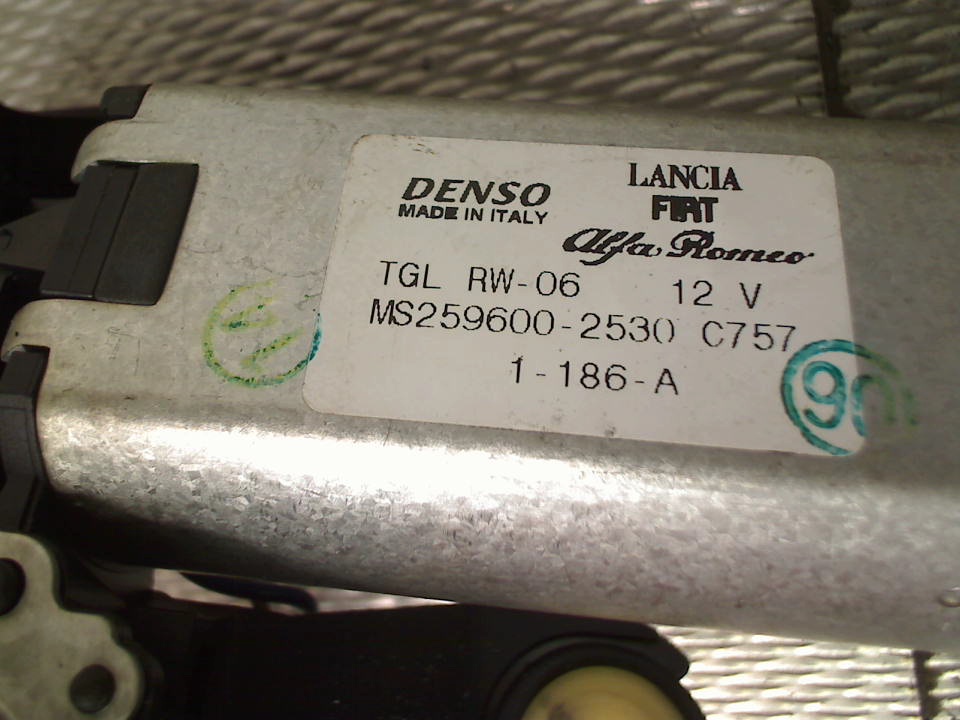 DENSO
MADE IN ITALY
LANCIA
FIAT
Alfa Romeo
TGL RW-06 12 V
MS259600-2530 C757
1-186-A